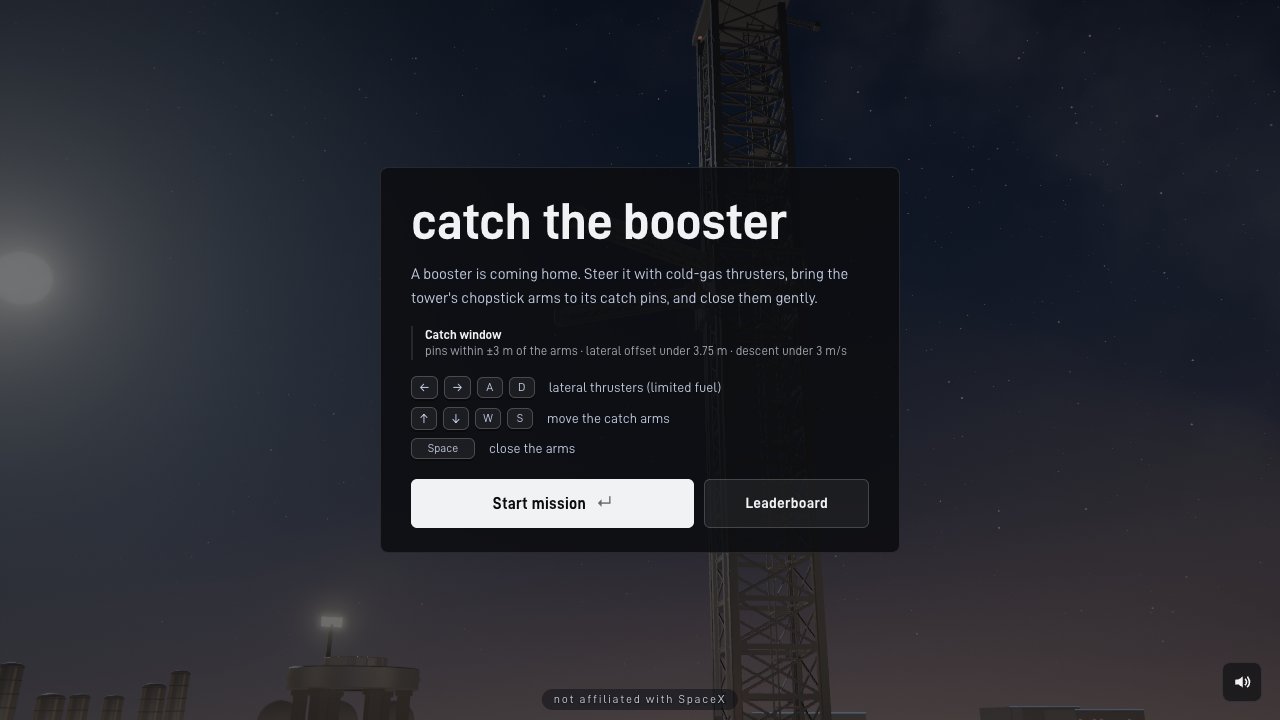 catch the booster
A booster is coming home. Steer it with cold-gas thrusters, bring the
tower's chopstick arms to its catch pins, and close them gently.
Catch window
pins within ±3 m of the arms · lateral offset under 3.75 m · descent under 3 m/s
← → A D lateral thrusters (limited fuel)
↑ ↓ W S move the catch arms
Space close the arms
Start mission ↵
Leaderboard
not affiliated with SpaceX